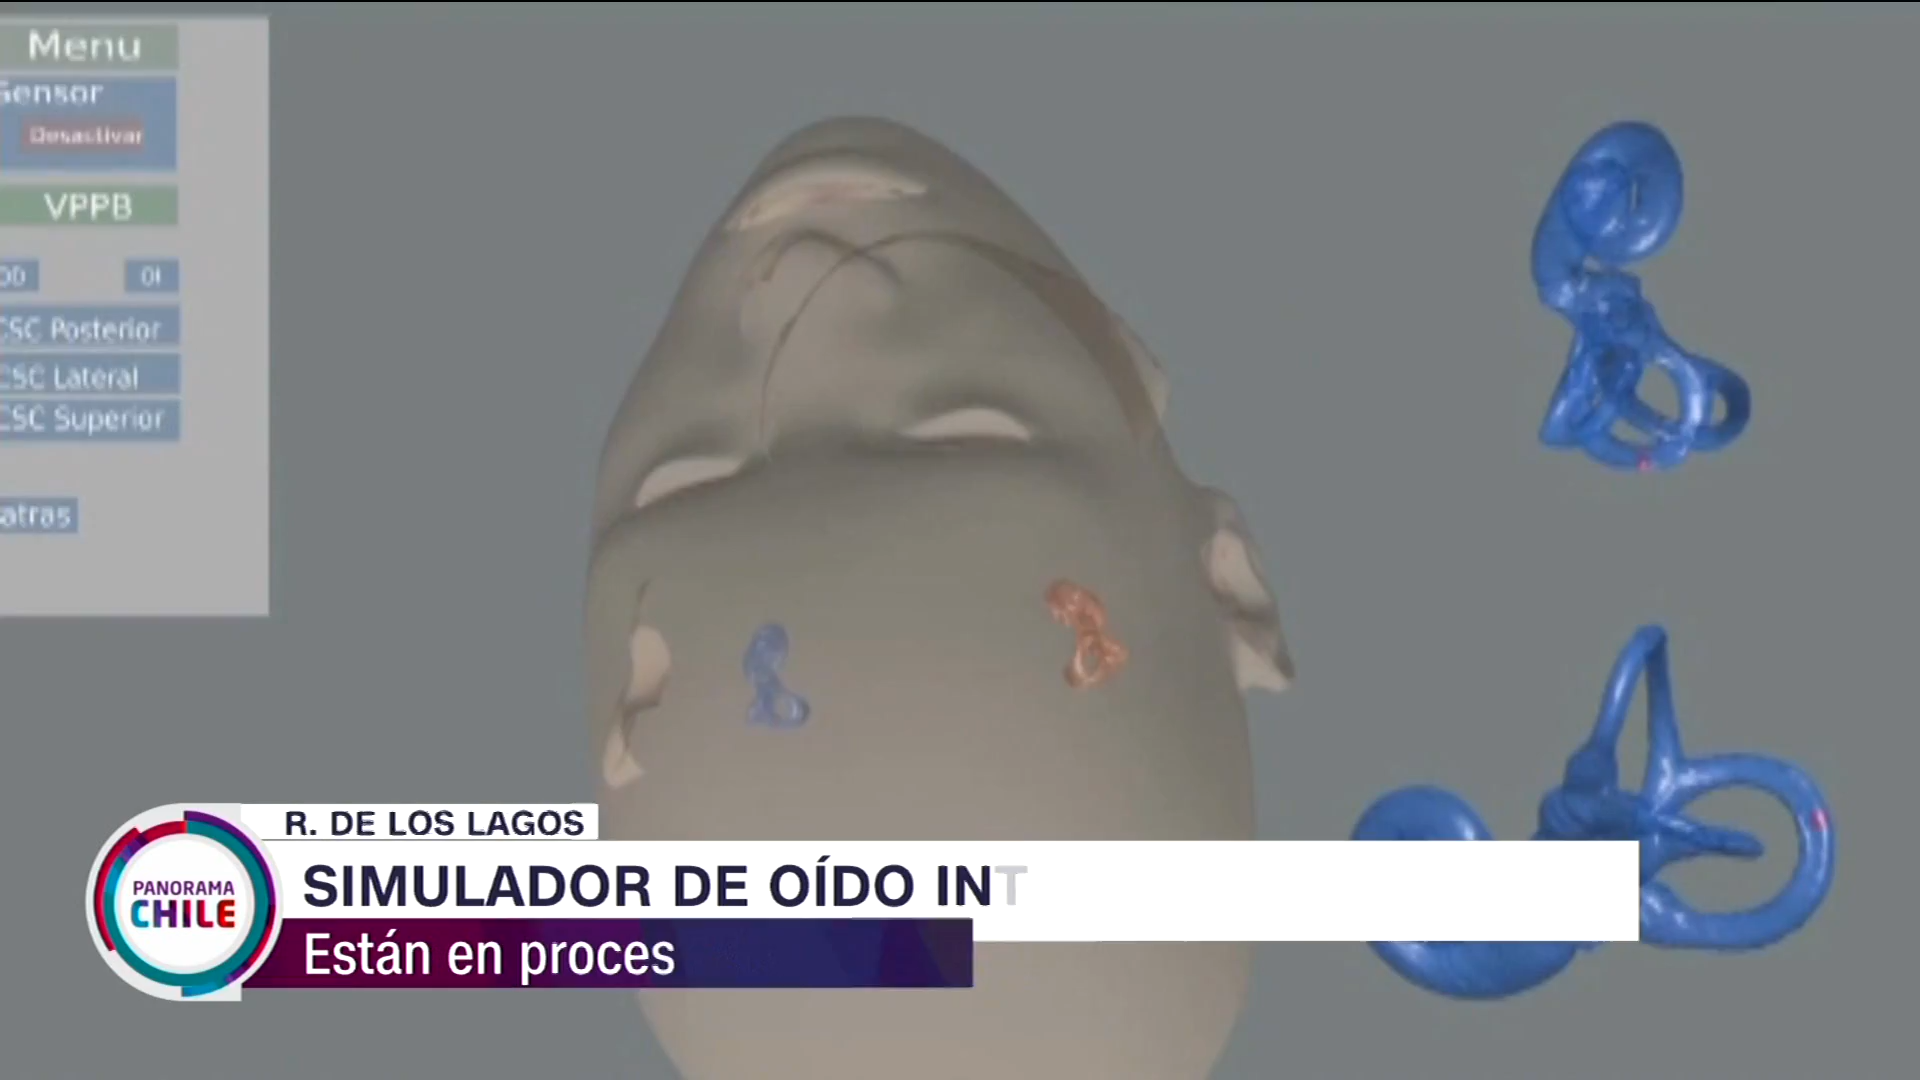 Menu
Sensor
Desactivar
VPPB
OD
OI
CSC Posterior
CSC Lateral
CSC Superior
atras
R. DE LOS LAGOS
SIMULADOR DE OÍDO INT
Están en proces
PANORAMA
CHILE